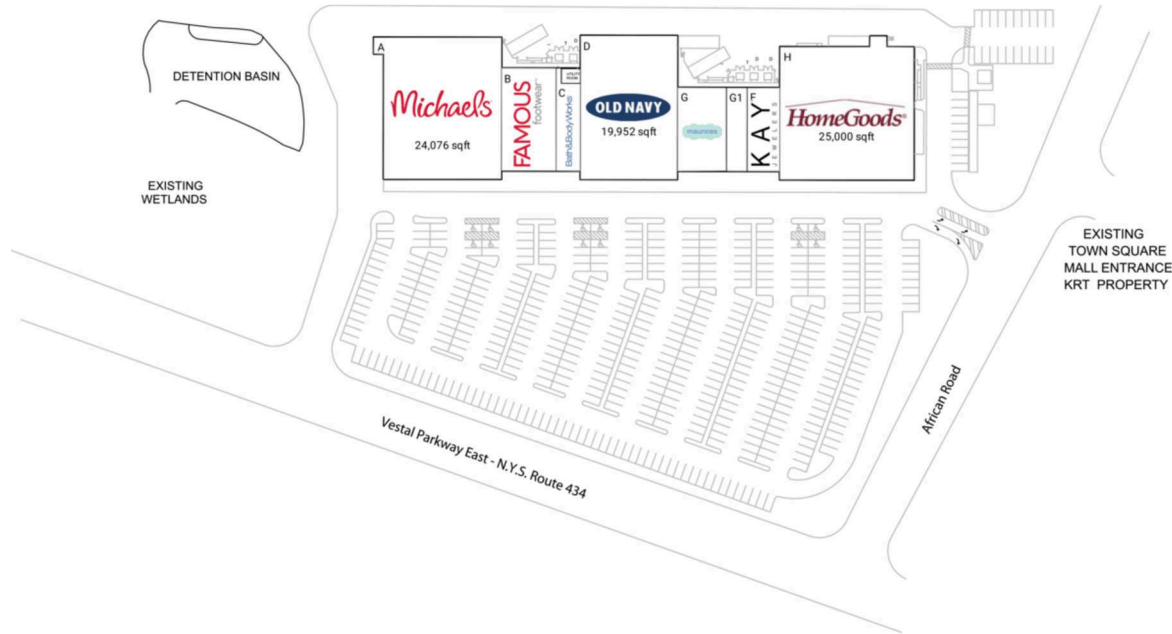 DETENTION BASIN
EXISTING
WETLANDS
A
Michaels
24,076 sqft
B
FAMOUS
footwear
C
UTILITY
ROOM
Bath&BodyWorks
D
OLD NAVY
19,952 sqft
G
maurices
G1
F
KAY
JEWELERS
H
HomeGoods
25,000 sqft
EXISTING
TOWN SQUARE
MALL ENTRANCE
KRT PROPERTY
African Road
Vestal Parkway East - N.Y.S. Route 434